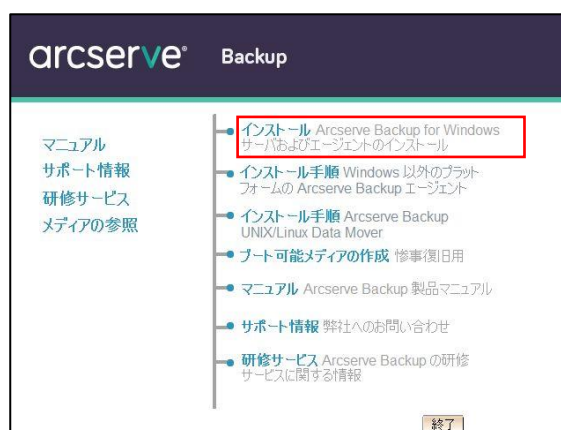 arcserve® Backup
マニュアル
サポート情報
研修サービス
メディアの参照
インストール Arcserve Backup for Windows
サーバおよびエージェントのインストール
インストール手順 Windows 以外のプラット
フォームの Arcserve Backup エージェント
インストール手順 Arcserve Backup
UNIX/Linux Data Mover
ブート可能メディアの作成 惨事復旧用
マニュアル Arcserve Backup 製品マニュアル
サポート情報 弊社へのお問い合わせ
研修サービス Arcserve Backup の研修
サービスに関する情報
終了